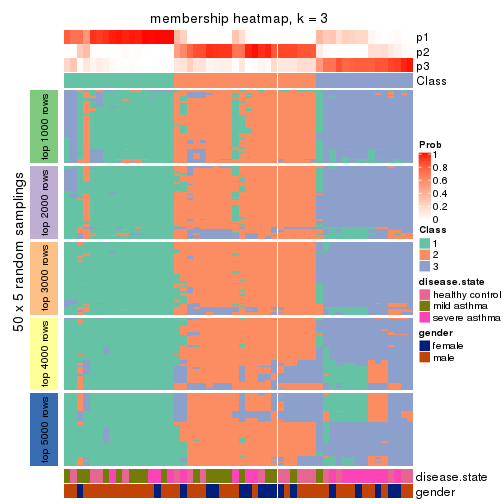 membership heatmap, k = 3
p1
p2
p3
Class
50 x 5 random samplings
top 1000 rows
top 2000 rows
top 3000 rows
top 4000 rows
top 5000 rows
Prob
1
0.8
0.6
0.4
0.2
0
Class
1
2
3
disease.state
healthy control
mild asthma
severe asthma
gender
female
male
disease.state
gender